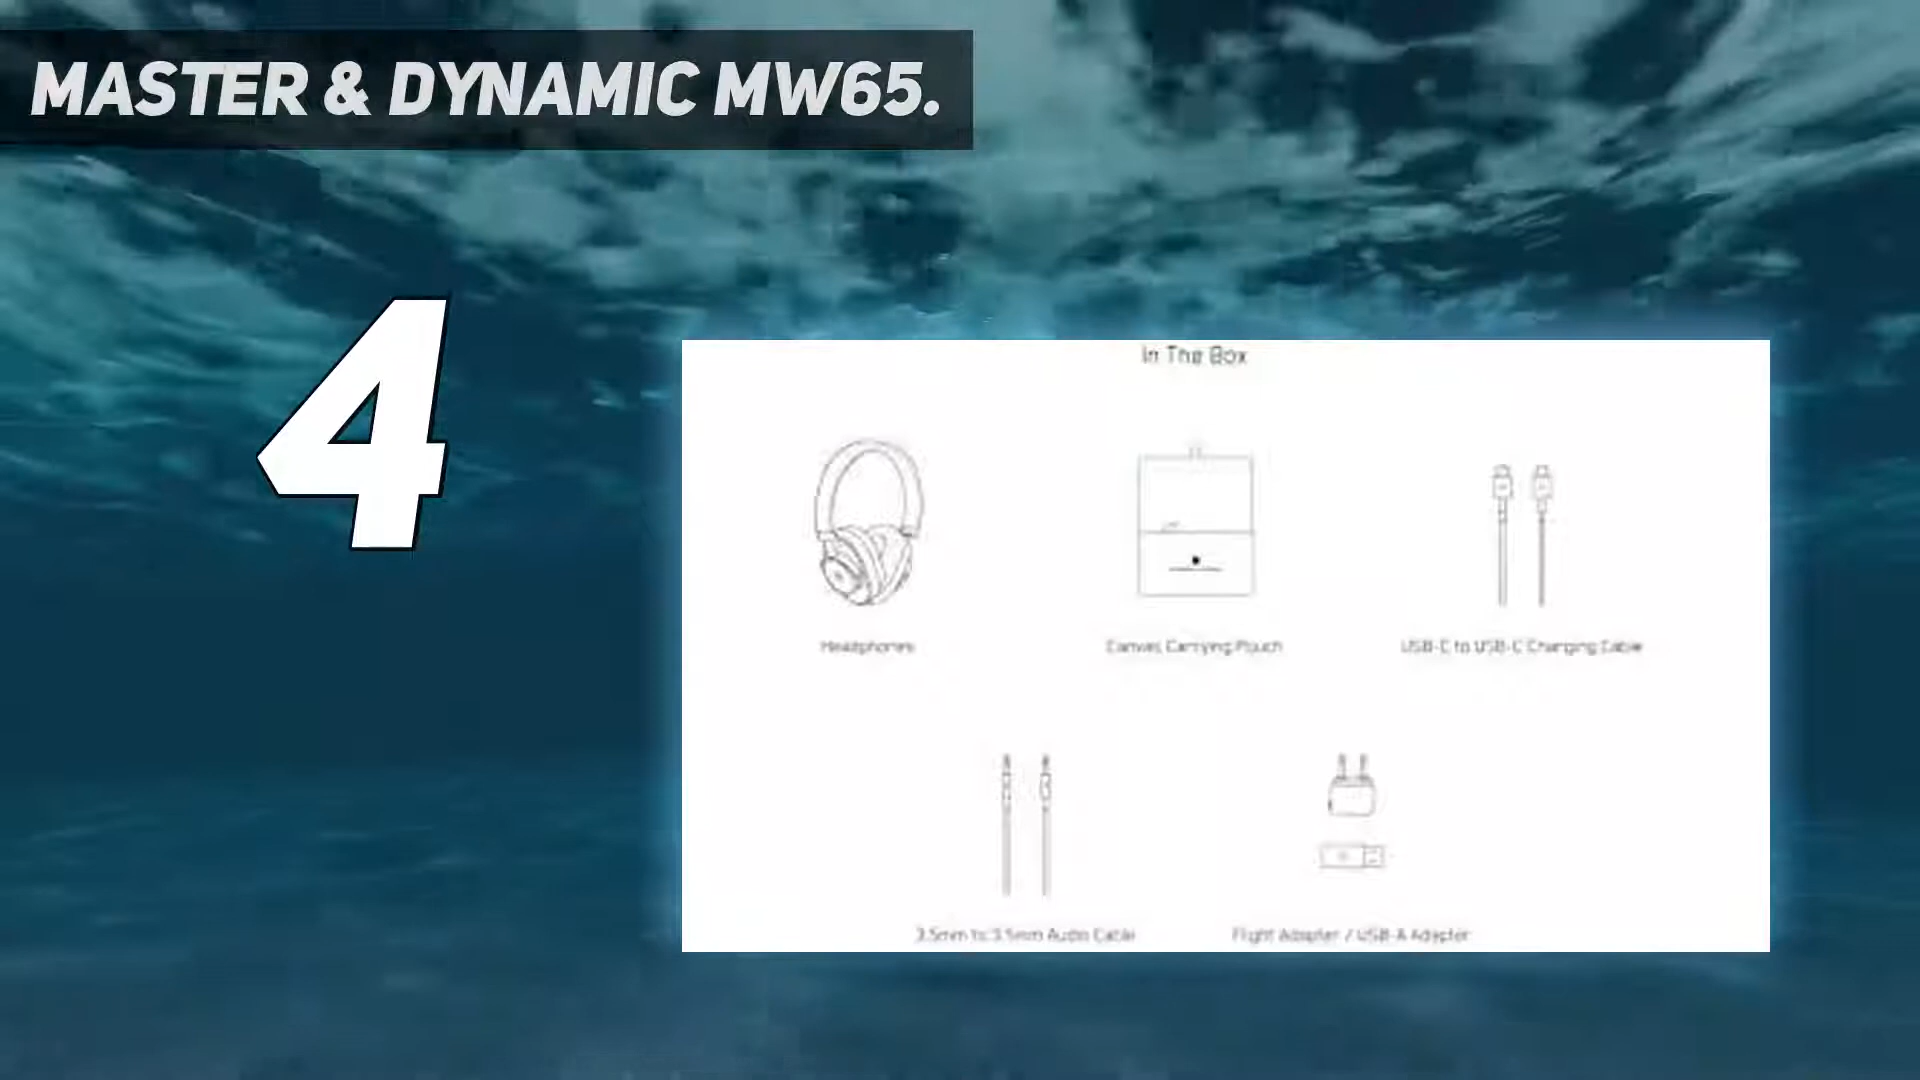 MASTER & DYNAMIC MW65.
4
In The Box
Headphones
Canvas Carrying Pouch
USB-C to USB-C Charging Cable
3.5mm to 3.5mm Audio Cable
Flight Adapter / USB-A Adapter